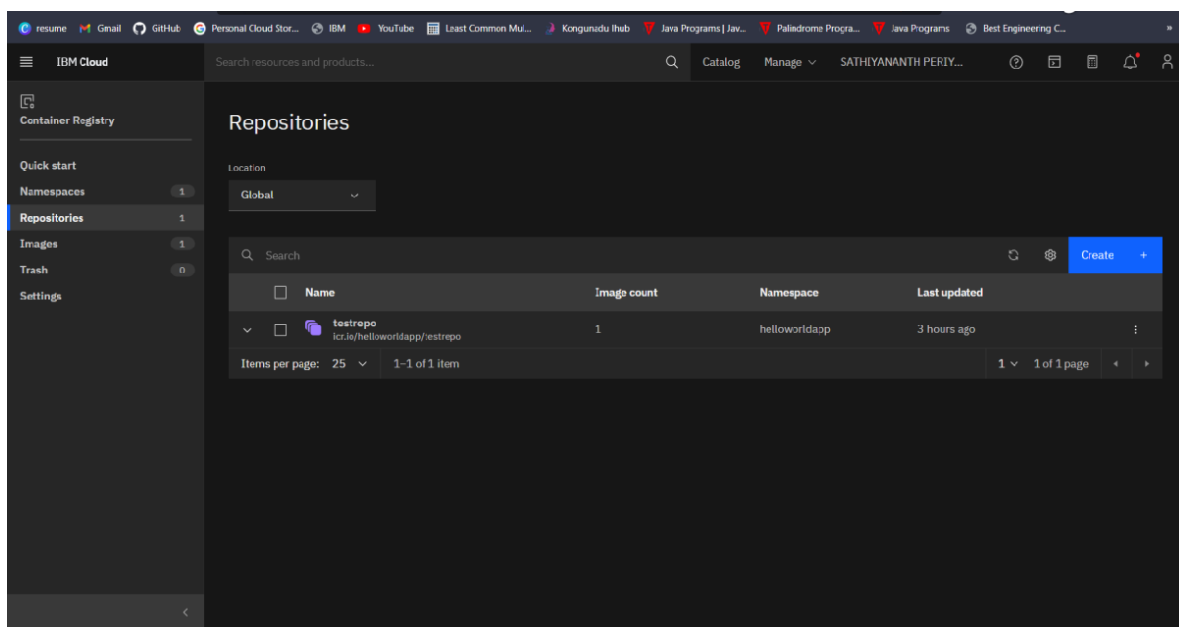 resume Gmail GitHub Personal Cloud Stor... IBM YouTube Least Common Mul... Kongunadu Ihub Java Programs | Jav... Palindrome Progra... Java Programs Best Engineering C... »
IBM Cloud Search resources and products... Catalog Manage SATHIYANANTH PERIY...
Container Registry
Repositories
Quick start
Location
Namespaces 1
Global
Repositories 1
Images 1
Search Create +
Trash 0
Settings
Name Image count Namespace Last updated
testrepo
icr.io/helloworldapp/testrepo
1 helloworldapp 3 hours ago
Items per page: 25 1–1 of 1 item 1 1 of 1 page